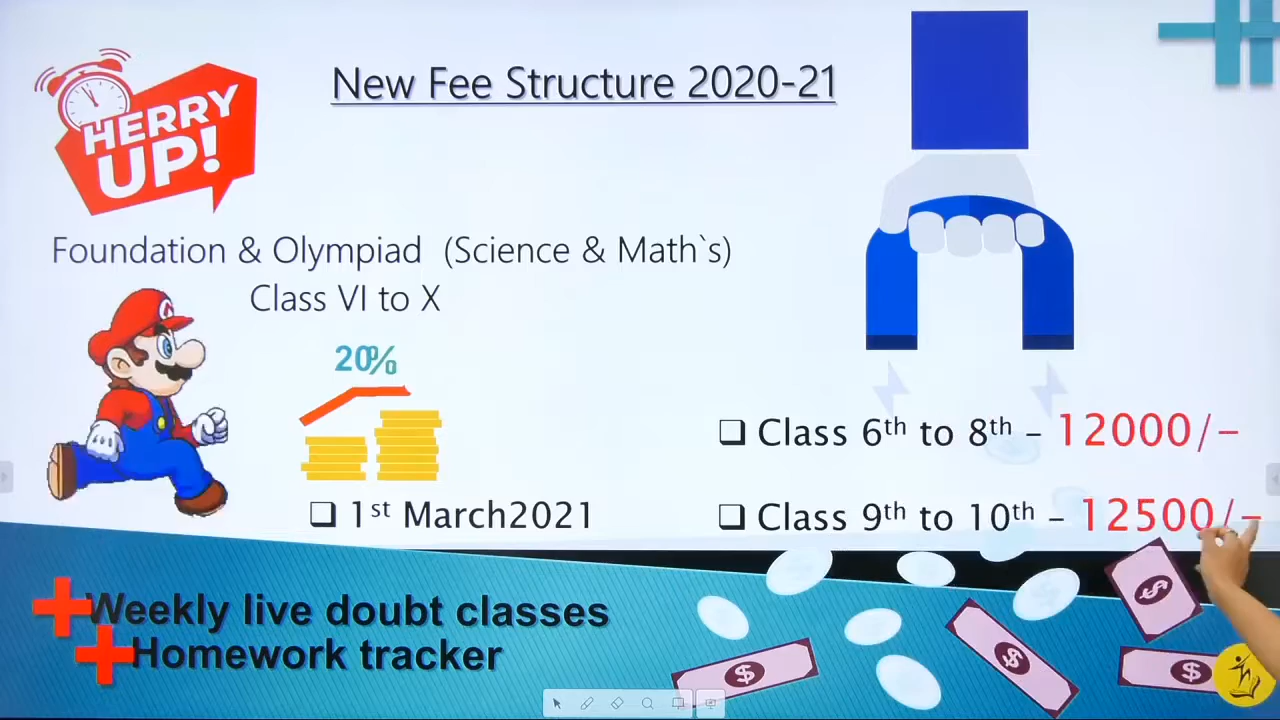 New Fee Structure 2020-21
HERRY
UP!
Foundation & Olympiad (Science & Math`s)
Class VI to X
20%
❑ Class 6th to 8th – 12000/–
❑ 1st March2021
❑ Class 9th to 10th – 12500/–
Weekly live doubt classes
Homework tracker